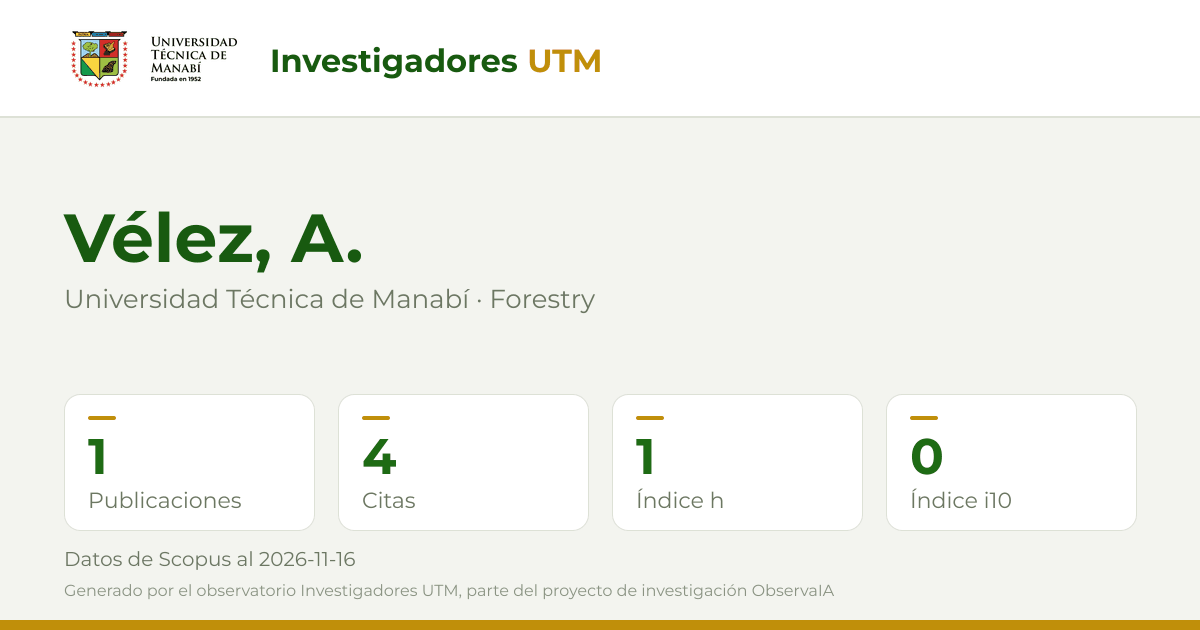 UNIVERSIDAD
TÉCNICA DE
MANABÍ
Fundada en 1952
Investigadores UTM
Vélez, A.
Universidad Técnica de Manabí · Forestry
1
Publicaciones
4
Citas
1
Índice h
0
Índice i10
Datos de Scopus al 2026-11-16
Generado por el observatorio Investigadores UTM, parte del proyecto de investigación ObservaIA